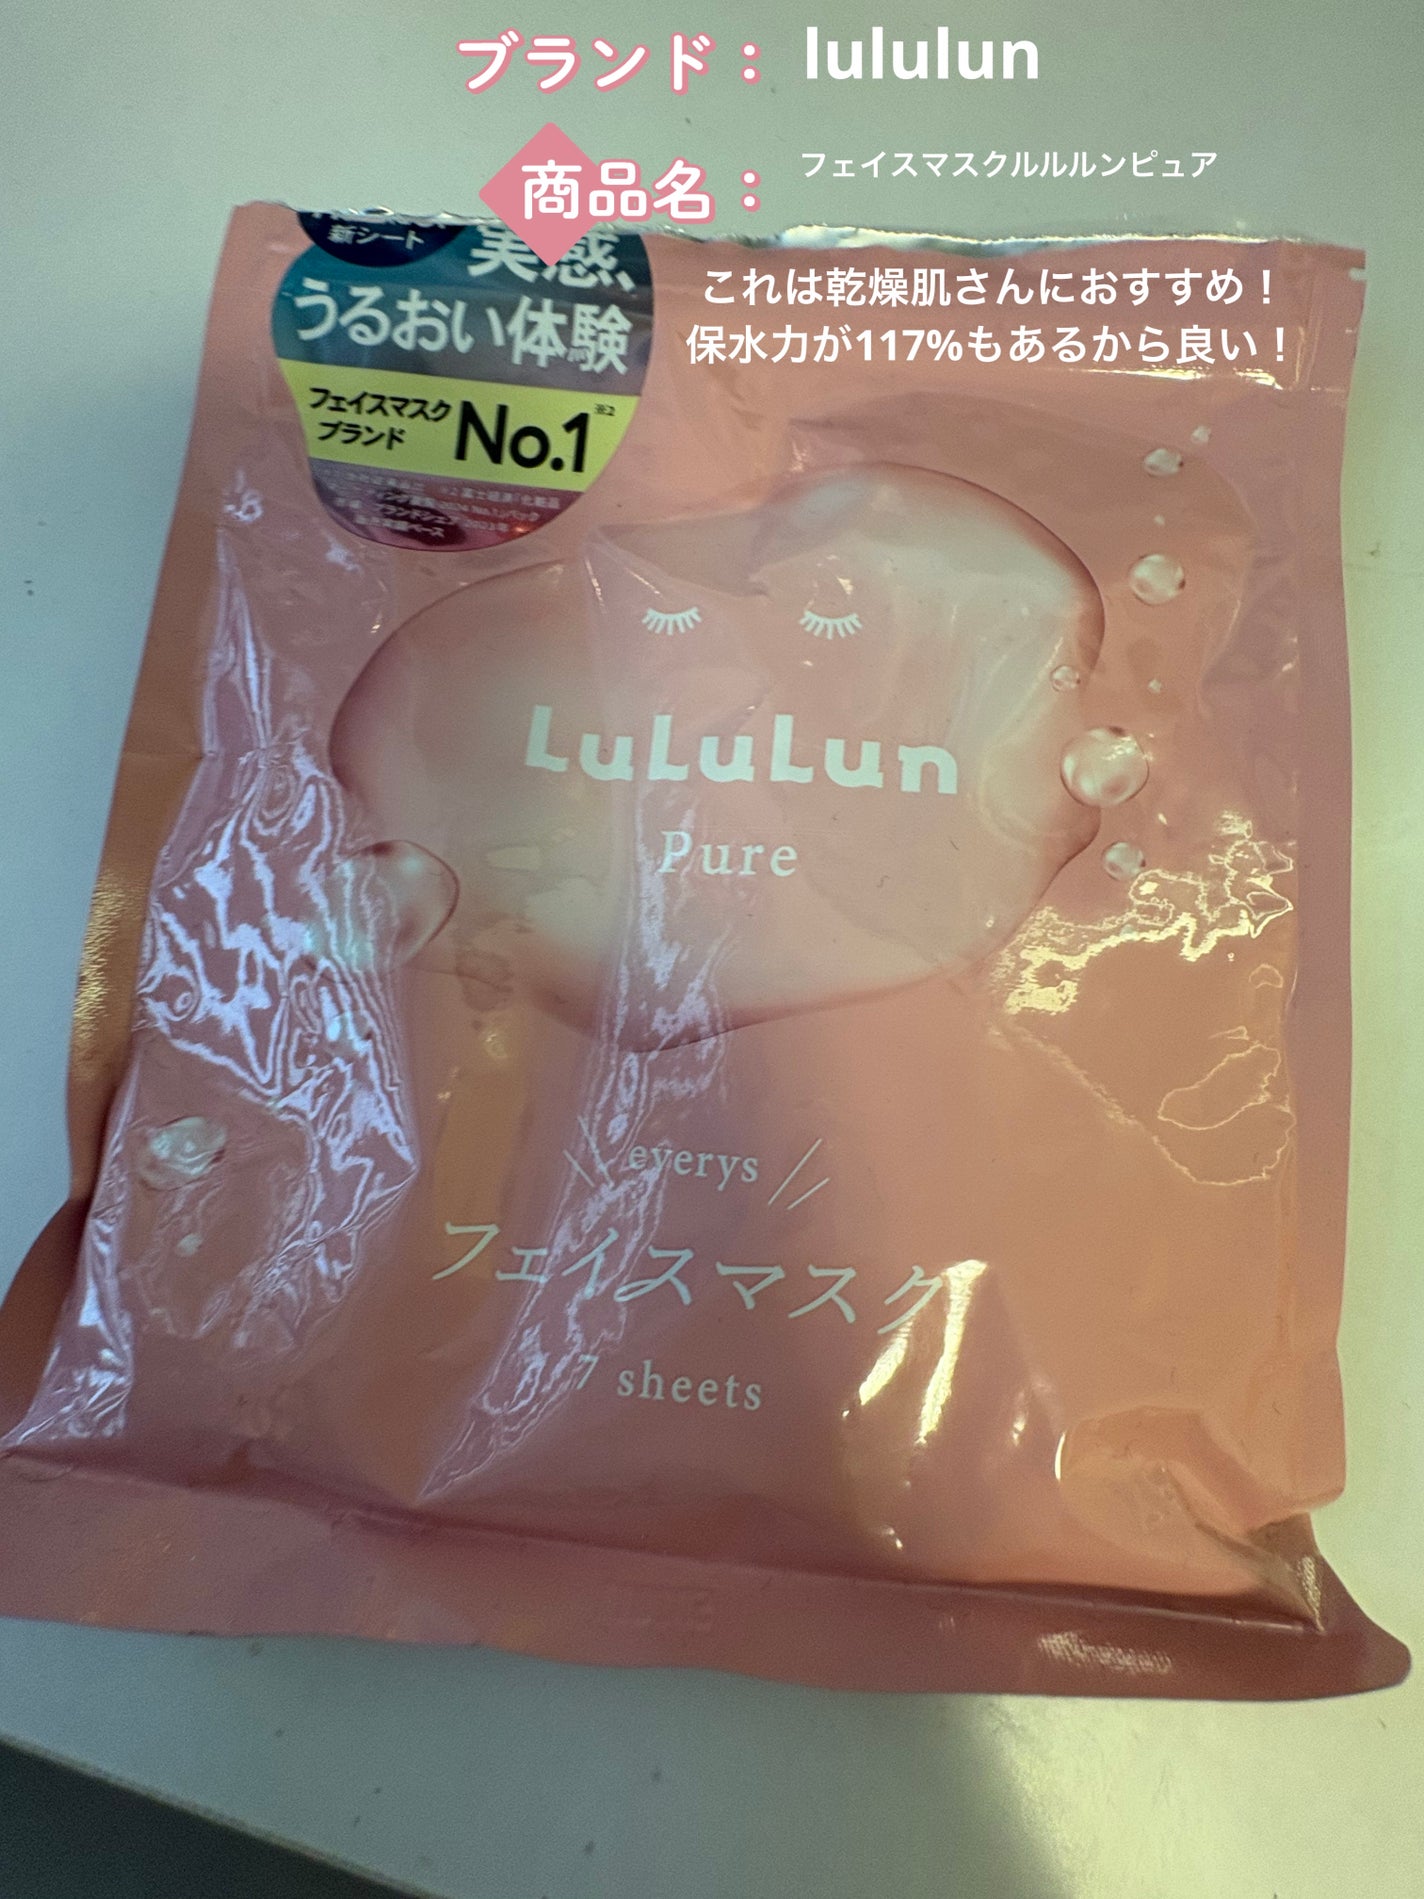 ブランド： lululun
商品名： フェイスマスクルルルンピュア
これは乾燥肌さんにおすすめ！
保水力が117%もあるから良い！
新シート
実感、
うるおい体験
フェイスマスク
ブランド
No.1※2
LuLuLun
Pure
everys
フェイスマスク
7 sheets